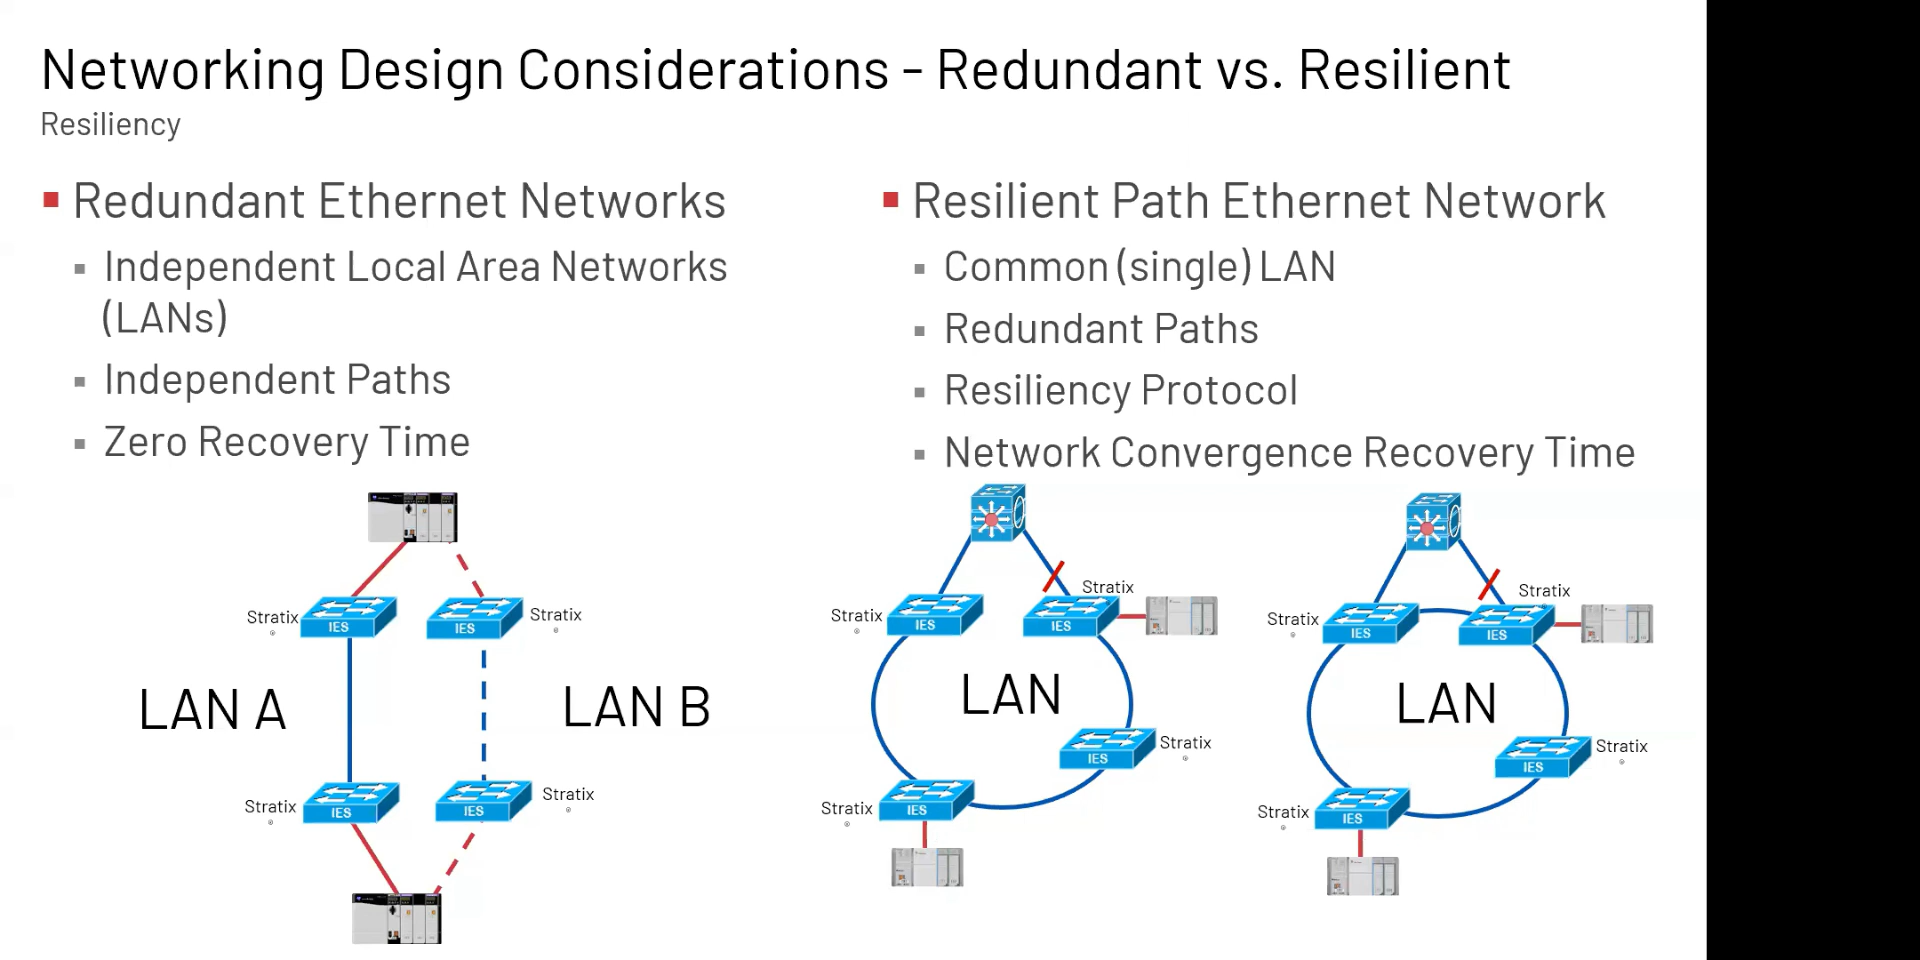 Networking Design Considerations - Redundant vs. Resilient
Resiliency
Redundant Ethernet Networks
Independent Local Area Networks
(LANs)
Independent Paths
Zero Recovery Time
Resilient Path Ethernet Network
Common (single) LAN
Redundant Paths
Resiliency Protocol
Network Convergence Recovery Time
Stratix
®
IES
IES
Stratix
®
LAN A
LAN B
Stratix
®
IES
IES
Stratix
®
Stratix
®
IES
IES
Stratix
LAN
IES
Stratix
®
Stratix
®
IES
Stratix
®
IES
IES
Stratix
LAN
IES
Stratix
®
Stratix
®
IES